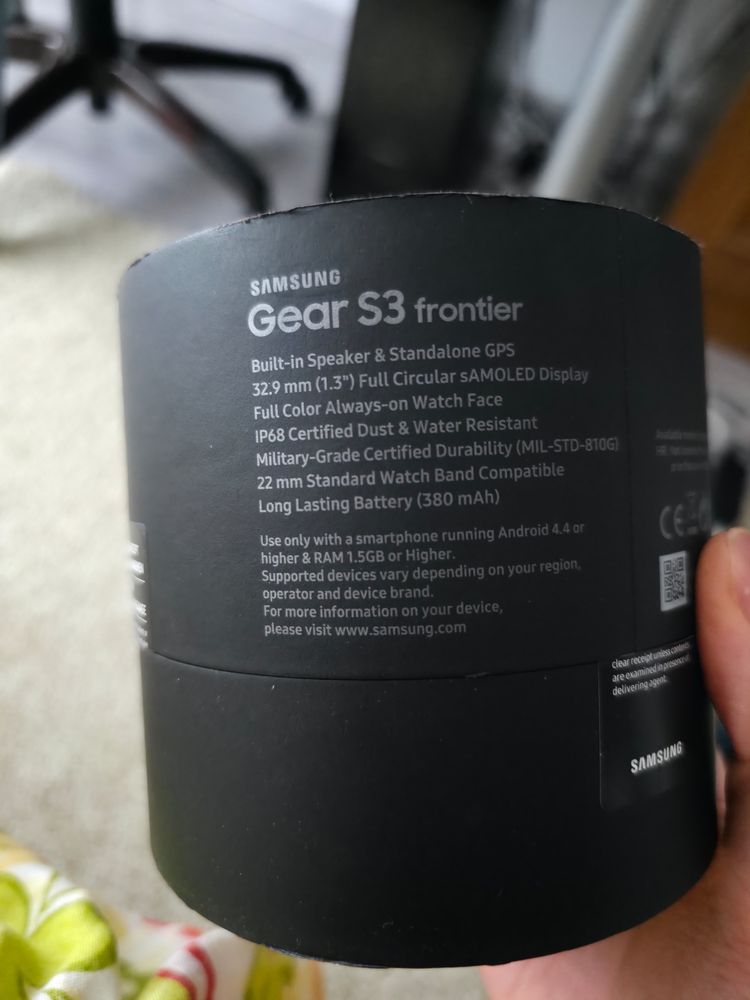 SAMSUNG
Gear S3 frontier
Built-in Speaker & Standalone GPS
32.9 mm (1.3") Full Circular sAMOLED Display
Full Color Always-on Watch Face
IP68 Certified Dust & Water Resistant
Military-Grade Certified Durability (MIL-STD-810G)
22 mm Standard Watch Band Compatible
Long Lasting Battery (380 mAh)
Use only with a smartphone running Android 4.4 or
higher & RAM 1.5GB or Higher.
Supported devices vary depending on your region,
operator and device brand.
For more information on your device,
please visit www.samsung.com
CE
clear receipt unless contents
are examined in presence of
delivering agent.
SAMSUNG